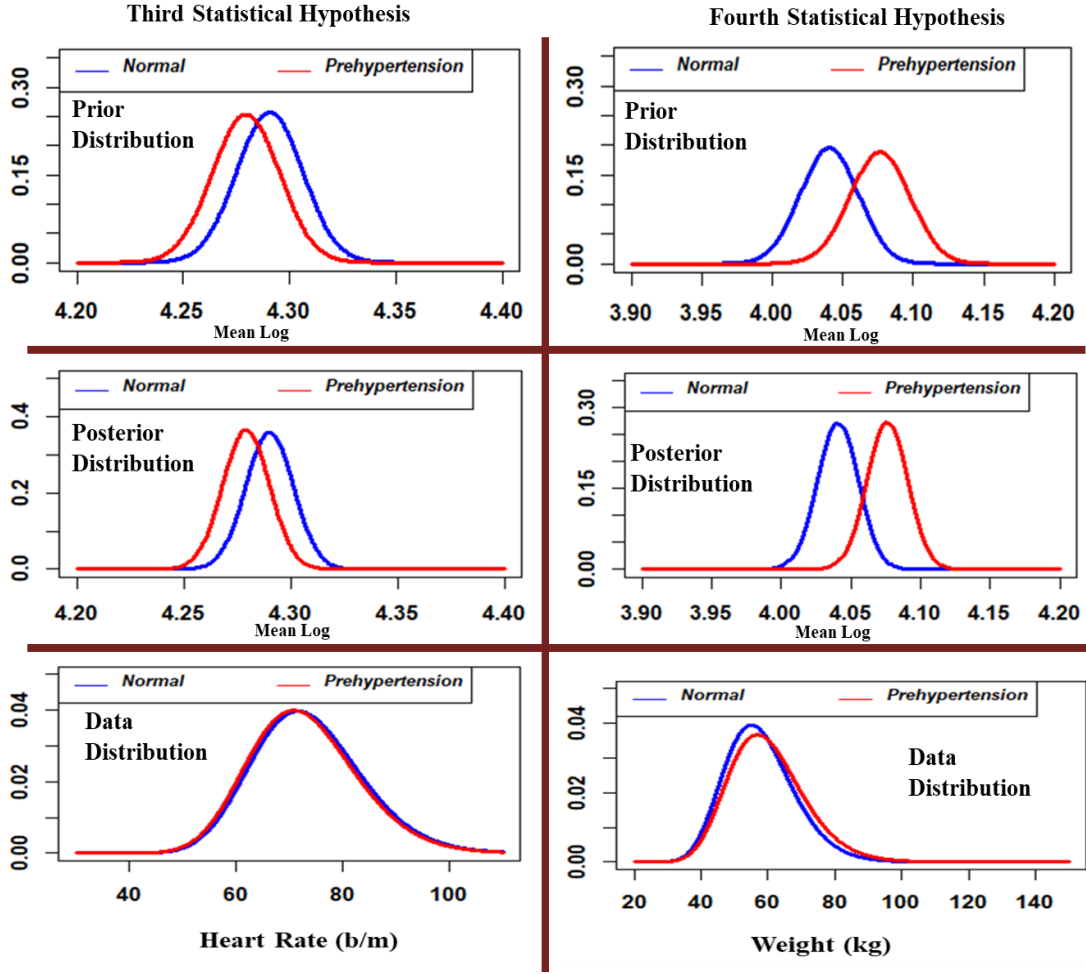 Third Statistical Hypothesis
Normal Prehypertension
Prior
Distribution
0.30
0.15
0.00
4.20 4.25 4.30 4.35 4.40
Mean Log
Normal Prehypertension
Posterior
Distribution
0.4
0.2
0.0
4.20 4.25 4.30 4.35 4.40
Mean Log
Normal Prehypertension
Data
Distribution
0.04
0.02
0.00
40 60 80 100
Heart Rate (b/m)
Fourth Statistical Hypothesis
Normal Prehypertension
Prior
Distribution
0.30
0.15
0.00
3.90 3.95 4.00 4.05 4.10 4.15 4.20
Mean Log
Normal Prehypertension
Posterior
Distribution
0.30
0.15
0.00
3.90 3.95 4.00 4.05 4.10 4.15 4.20
Mean Log
Normal Prehypertension
Data
Distribution
0.04
0.02
0.00
20 40 60 80 100 120 140
Weight (kg)